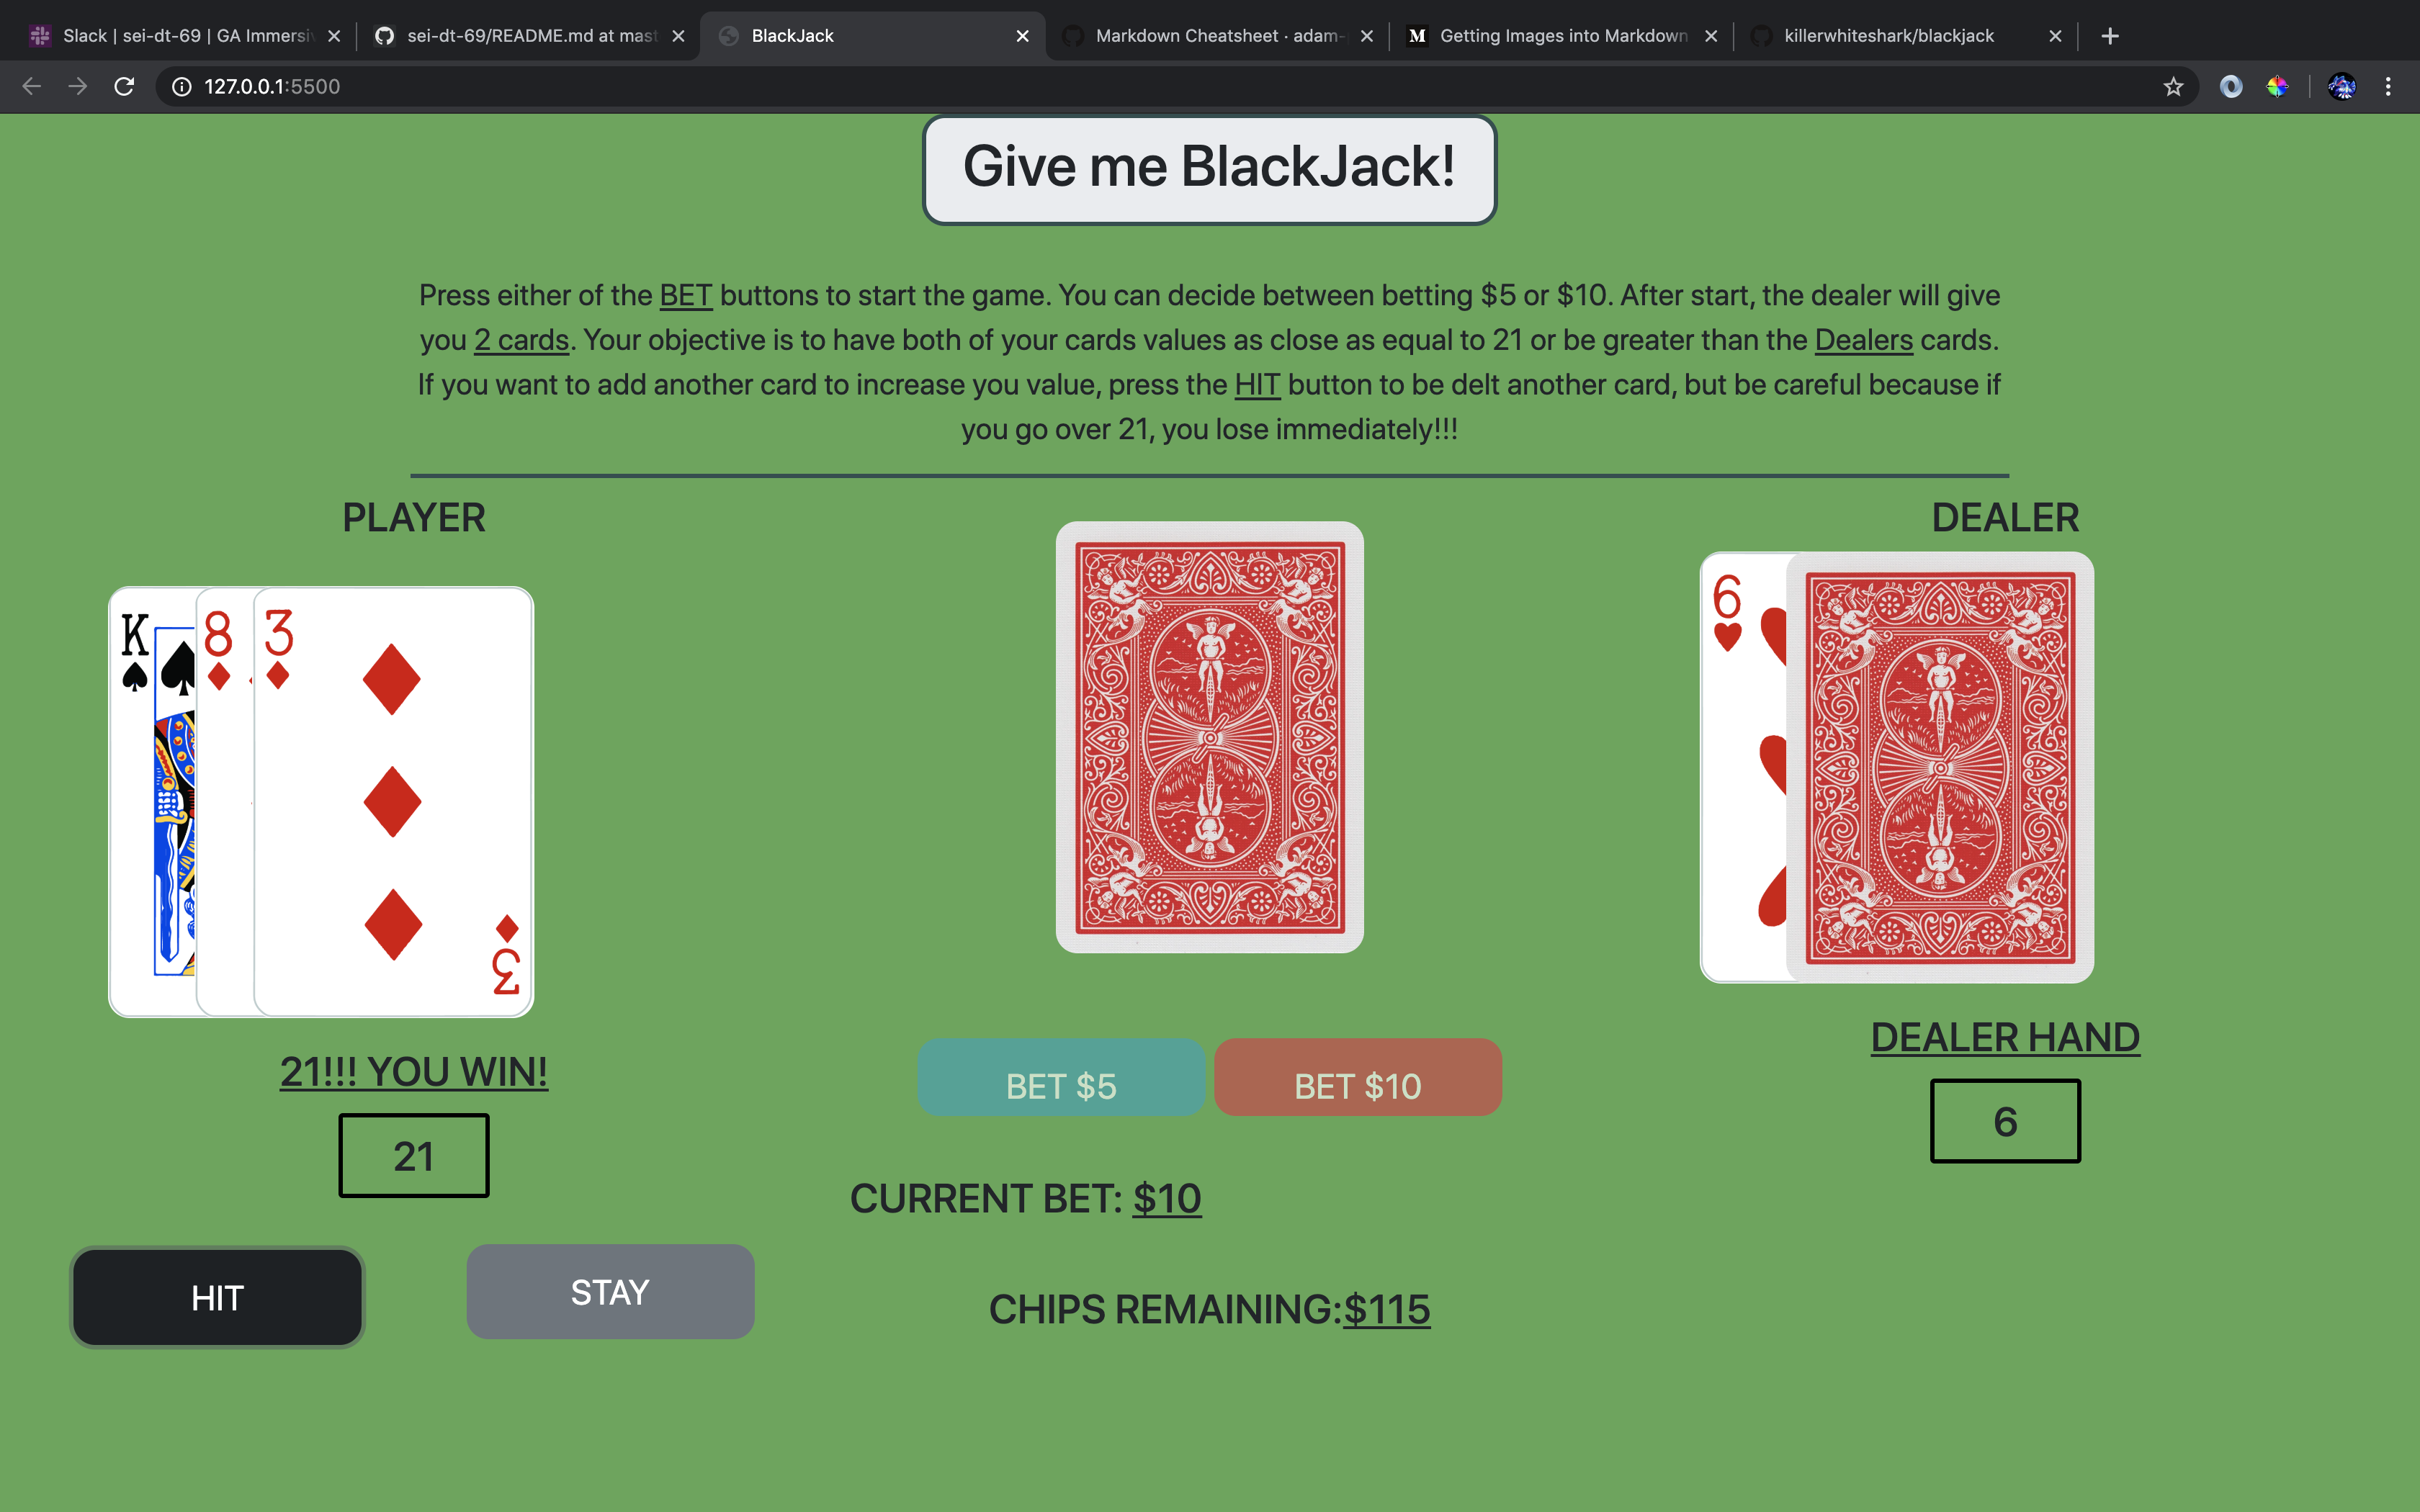 Slack | sei-dt-69 | GA Immersiv
sei-dt-69/README.md at mast
BlackJack
Markdown Cheatsheet · adam-
Getting Images into Markdown
killerwhiteshark/blackjack
127.0.0.1:5500
Give me BlackJack!
Press either of the BET buttons to start the game. You can decide between betting $5 or $10. After start, the dealer will give
you 2 cards. Your objective is to have both of your cards values as close as equal to 21 or be greater than the Dealers cards.
If you want to add another card to increase you value, press the HIT button to be delt another card, but be careful because if
you go over 21, you lose immediately!!!
PLAYER
DEALER
K
8
3
3
6
21!!! YOU WIN!
21
HIT
STAY
BET $5
BET $10
CURRENT BET: $10
CHIPS REMAINING:$115
DEALER HAND
6